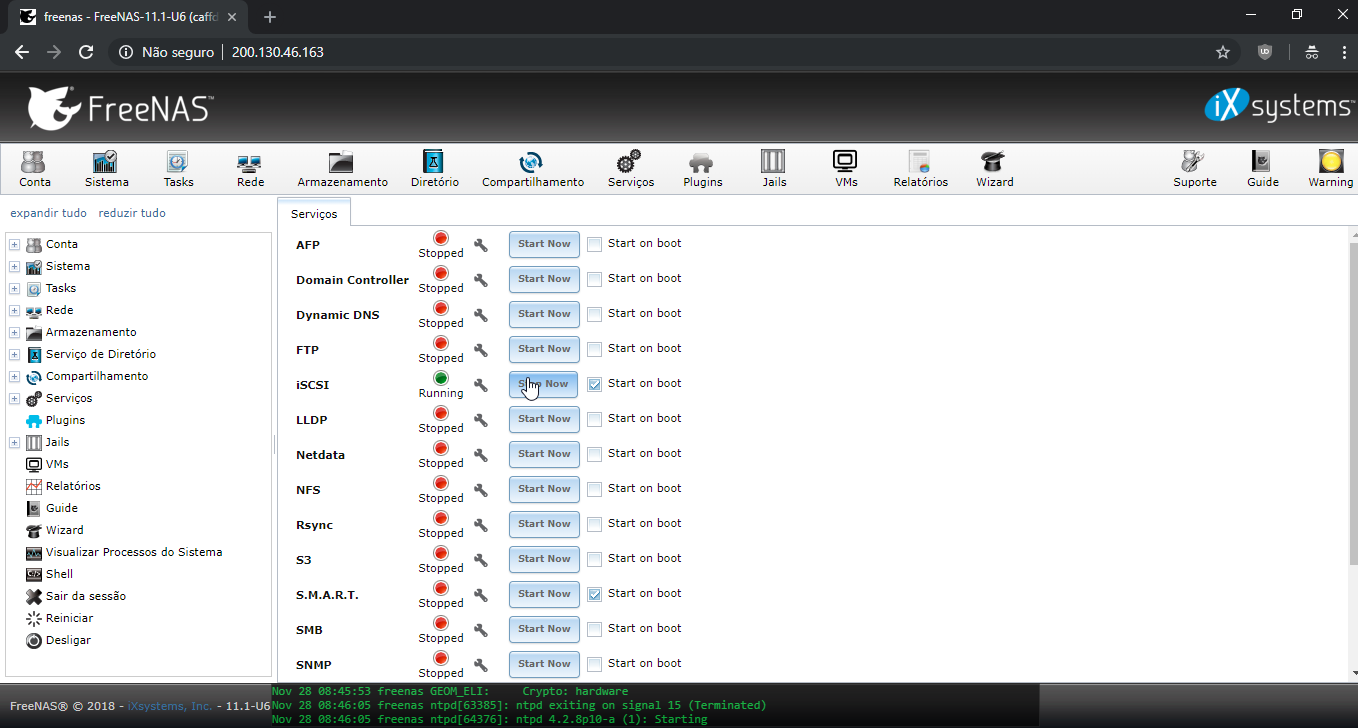 freenas - FreeNAS-11.1-U6 (caffd
Não seguro | 200.130.46.163
FreeNAS™
iXsystems™
Conta Sistema Tasks Rede Armazenamento Diretório Compartilhamento Serviços Plugins Jails VMs Relatórios Wizard Suporte Guide Warning
expandir tudo reduzir tudo
Conta
Sistema
Tasks
Rede
Armazenamento
Serviço de Diretório
Compartilhamento
Serviços
Plugins
Jails
VMs
Relatórios
Guide
Wizard
Visualizar Processos do Sistema
Shell
Sair da sessão
Reiniciar
Desligar
Serviços
AFP Stopped Start Now Start on boot
Domain Controller Stopped Start Now Start on boot
Dynamic DNS Stopped Start Now Start on boot
FTP Stopped Start Now Start on boot
iSCSI Running Now Start on boot
LLDP Stopped Start Now Start on boot
Netdata Stopped Start Now Start on boot
NFS Stopped Start Now Start on boot
Rsync Stopped Start Now Start on boot
S3 Stopped Start Now Start on boot
S.M.A.R.T. Stopped Start Now Start on boot
SMB Stopped Start Now Start on boot
SNMP Stopped Start Now Start on boot
FreeNAS® © 2018 - iXsystems, Inc. - 11.1-U6
Nov 28 08:45:53 freenas GEOM_ELI: Crypto: hardware
Nov 28 08:46:05 freenas ntpd[63385]: ntpd exiting on signal 15 (Terminated)
Nov 28 08:46:05 freenas ntpd[64376]: ntpd 4.2.8p10-a (1): Starting